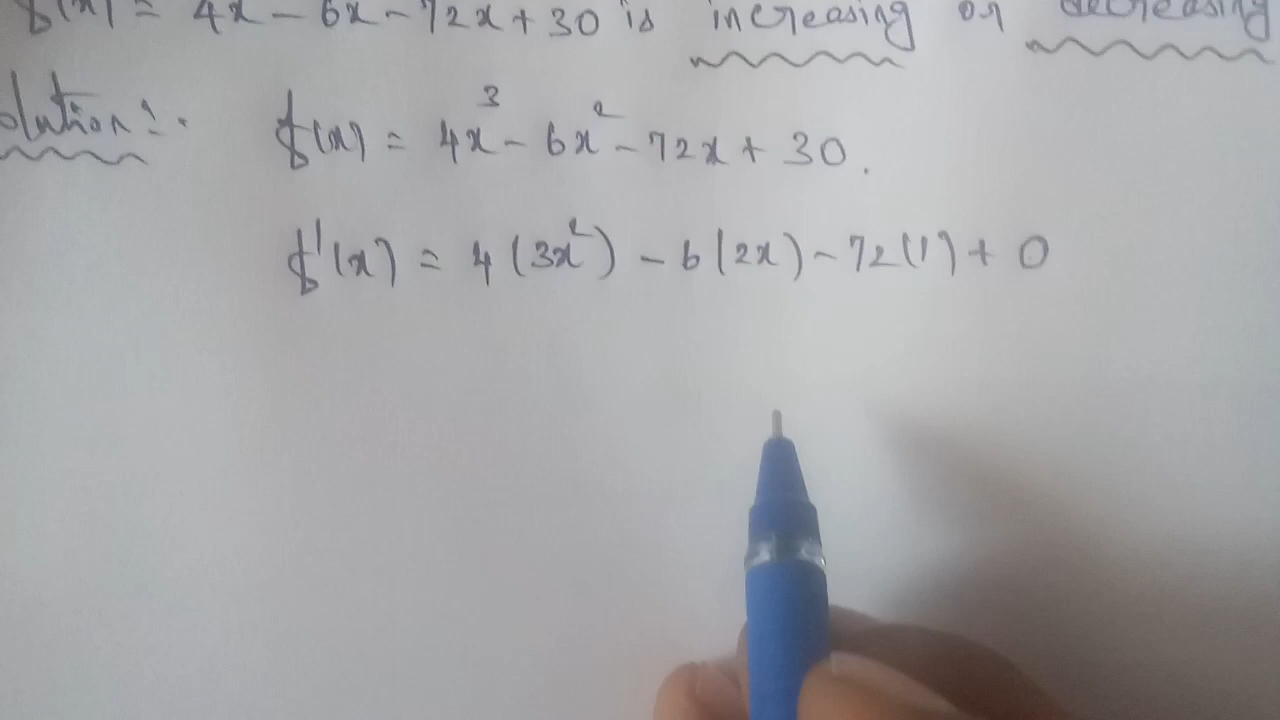 f(x) = 4x - 6x - 72x + 30 is increasing or decreasing
olution :-
f(x) = 4x³ - 6x² - 72x + 30.
f'(x) = 4(3x²) - 6(2x) - 72(1) + 0